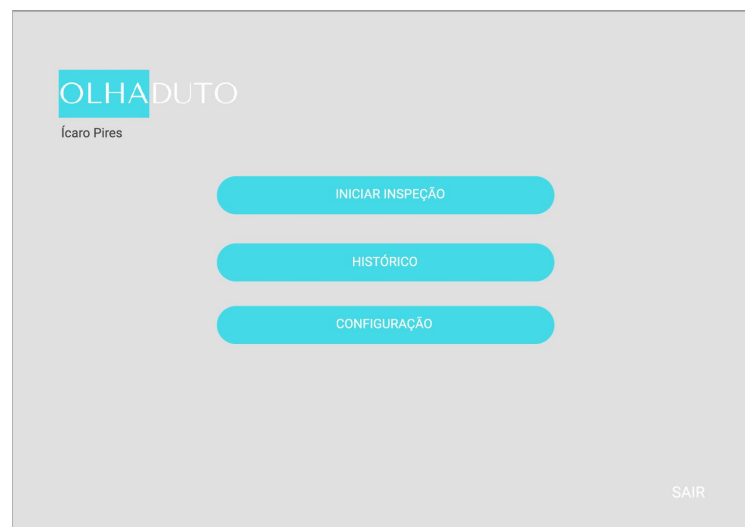 OLHADUTO
Ícaro Pires
INICIAR INSPEÇÃO
HISTÓRICO
CONFIGURAÇÃO
SAIR